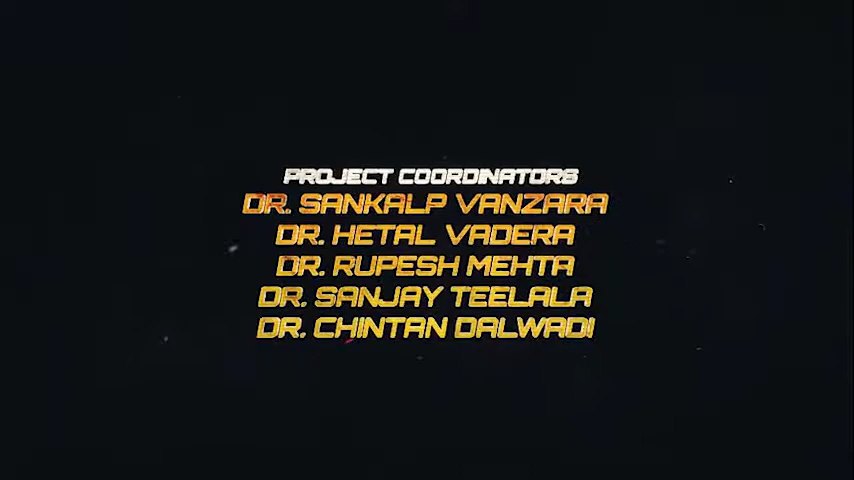 PROJECT COORDINATORS
DR. SANKALP VANZARA
DR. HETAL VADERA
DR. RUPESH MEHTA
DR. SANJAY TEELALA
DR. CHINTAN DALWADI